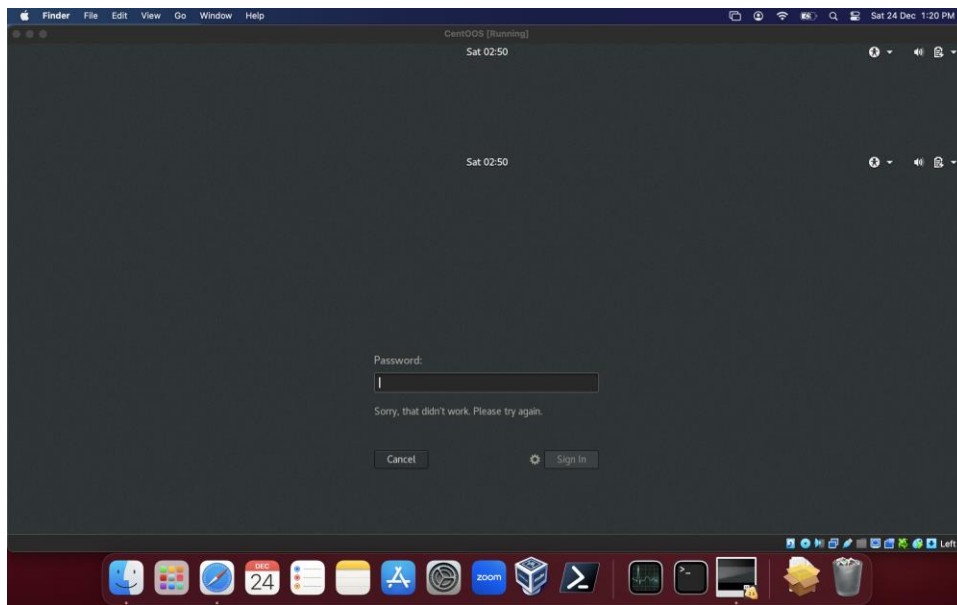 Finder File Edit View Go Window Help Sat 24 Dec 1:20 PM
CentOOS [Running]
Sat 02:50
Sat 02:50
Password:
Sorry, that didn't work. Please try again.
Cancel Sign In
Left
DEC
24
zoom